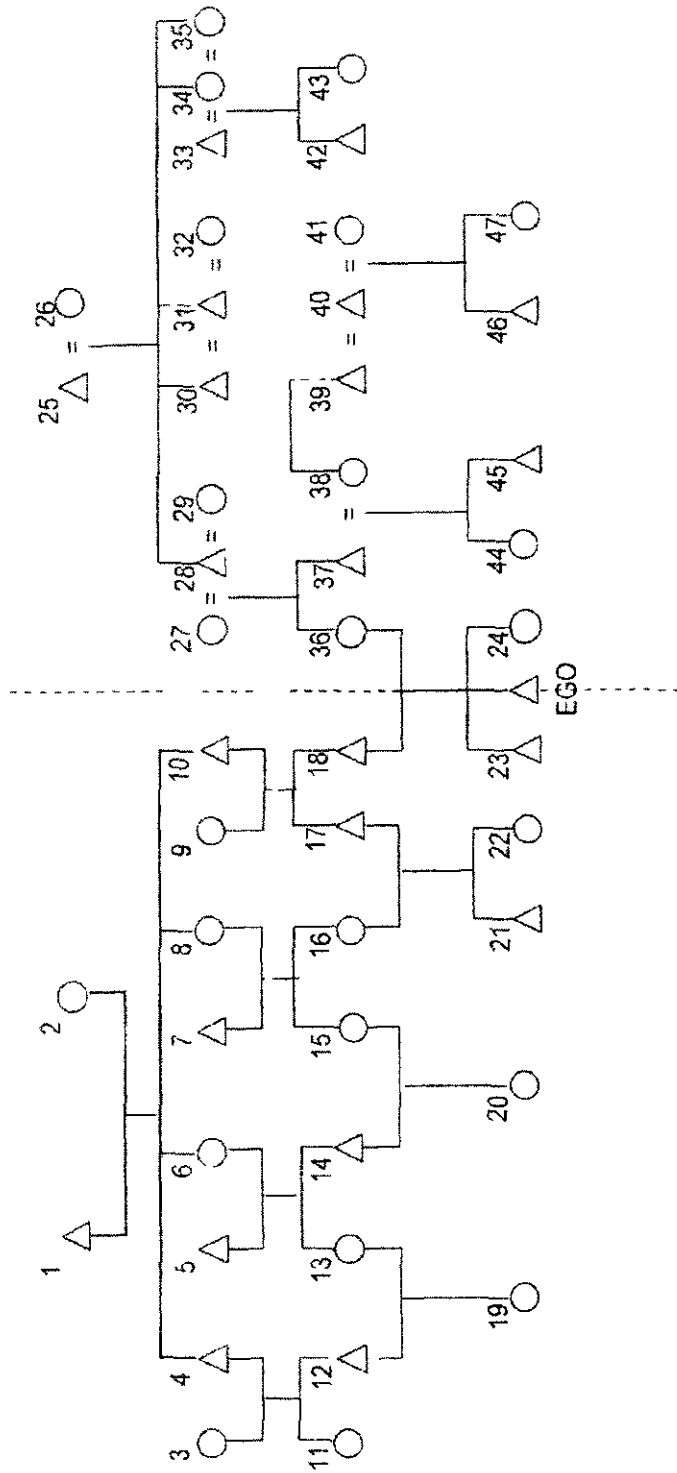 1 2 25 = 26
3 4 5 6 7 8 9 10 27 = 28 = 29 30 = 31 = 32 33 = 34 = 35
11 12 13 14 15 16 17 18 36 37 = 38 39 = 40 = 41 42 43
19 20 21 22 23 24 44 45 46 47
EGO